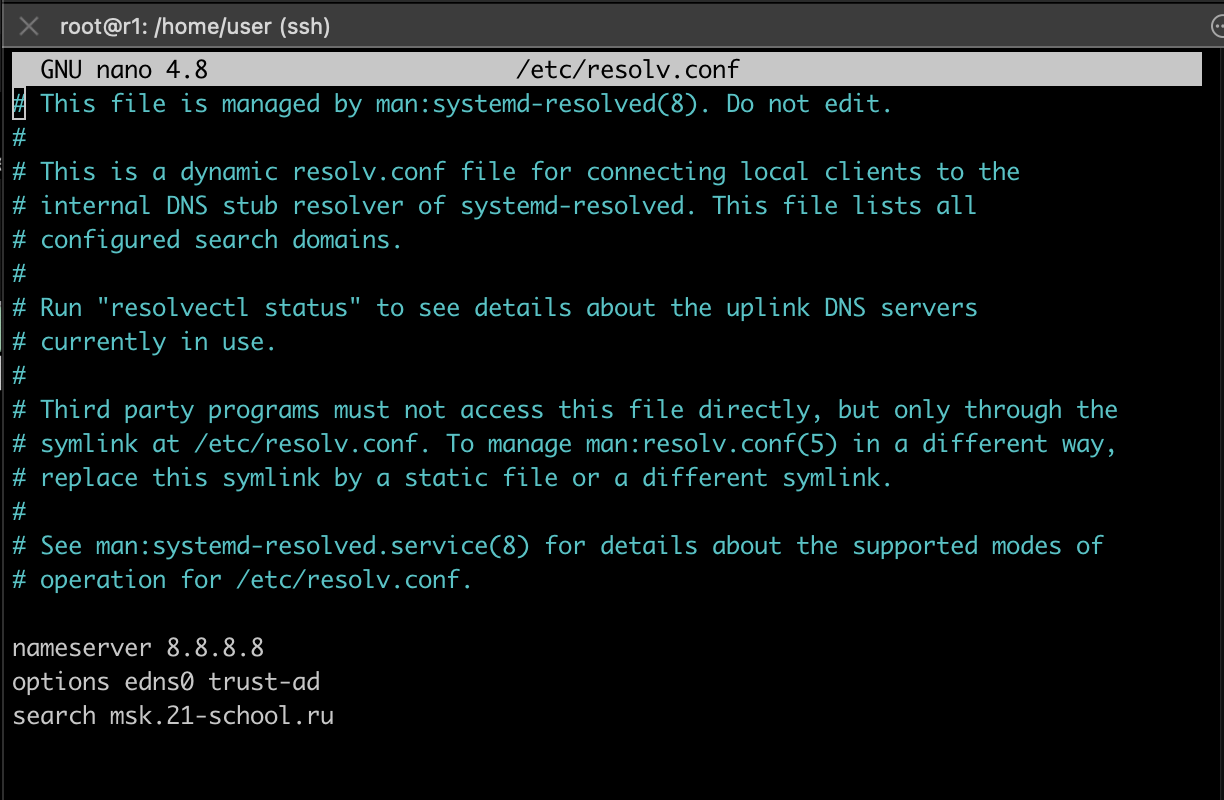 root@r1: /home/user (ssh)
GNU nano 4.8 /etc/resolv.conf
# This file is managed by man:systemd-resolved(8). Do not edit.
#
# This is a dynamic resolv.conf file for connecting local clients to the
# internal DNS stub resolver of systemd-resolved. This file lists all
# configured search domains.
#
# Run "resolvectl status" to see details about the uplink DNS servers
# currently in use.
#
# Third party programs must not access this file directly, but only through the
# symlink at /etc/resolv.conf. To manage man:resolv.conf(5) in a different way,
# replace this symlink by a static file or a different symlink.
#
# See man:systemd-resolved.service(8) for details about the supported modes of
# operation for /etc/resolv.conf.
nameserver 8.8.8.8
options edns0 trust-ad
search msk.21-school.ru